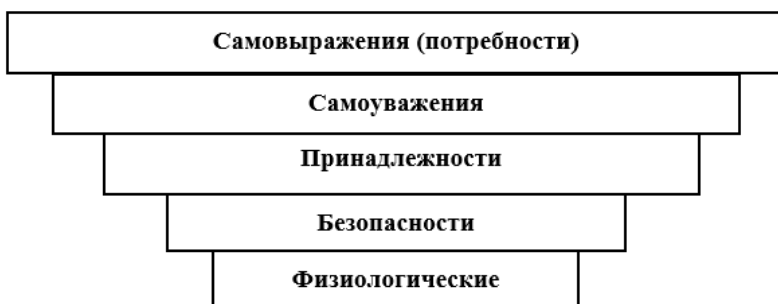 Самовыражения (потребности)
Самоуважения
Принадлежности
Безопасности
Физиологические